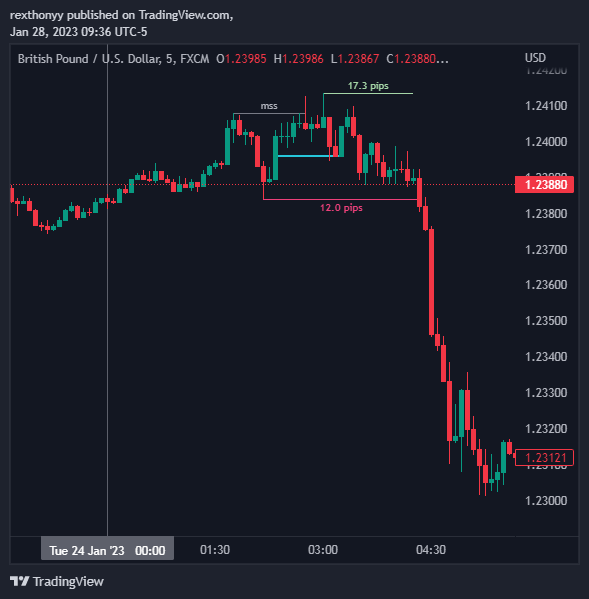 rexthonyy published on TradingView.com,
Jan 28, 2023 09:36 UTC-5
British Pound / U.S. Dollar, 5, FXCM O1.23985 H1.23986 L1.23867 C1.23880...
USD
1.24200
17.3 pips
mss
1.24100
1.24000
1.23900
1.23880
12.0 pips
1.23800
1.23700
1.23600
1.23500
1.23400
1.23300
1.23200
1.23121
1.23100
1.23000
Tue 24 Jan '23 00:00 01:30 03:00 04:30
TradingView